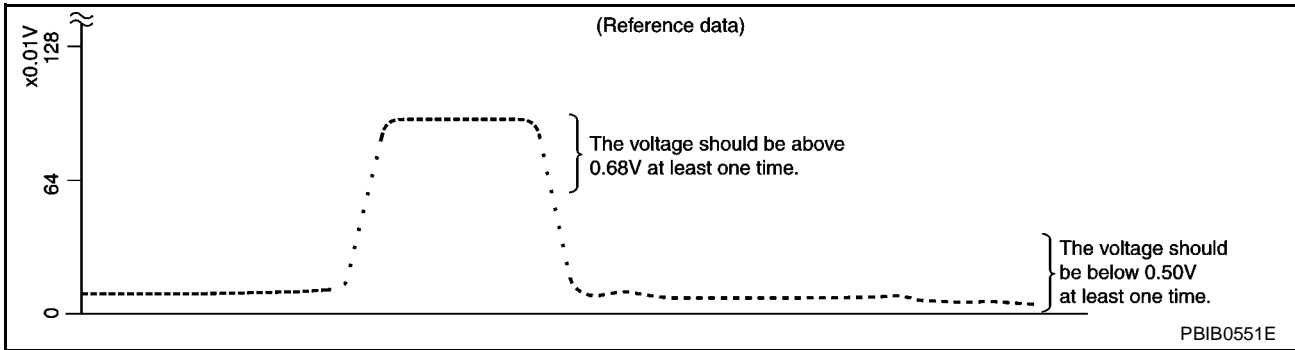 (Reference data)
x0.01V
128
64
0
The voltage should be above
0.68V at least one time.
The voltage should
be below 0.50V
at least one time.
PBIB0551E